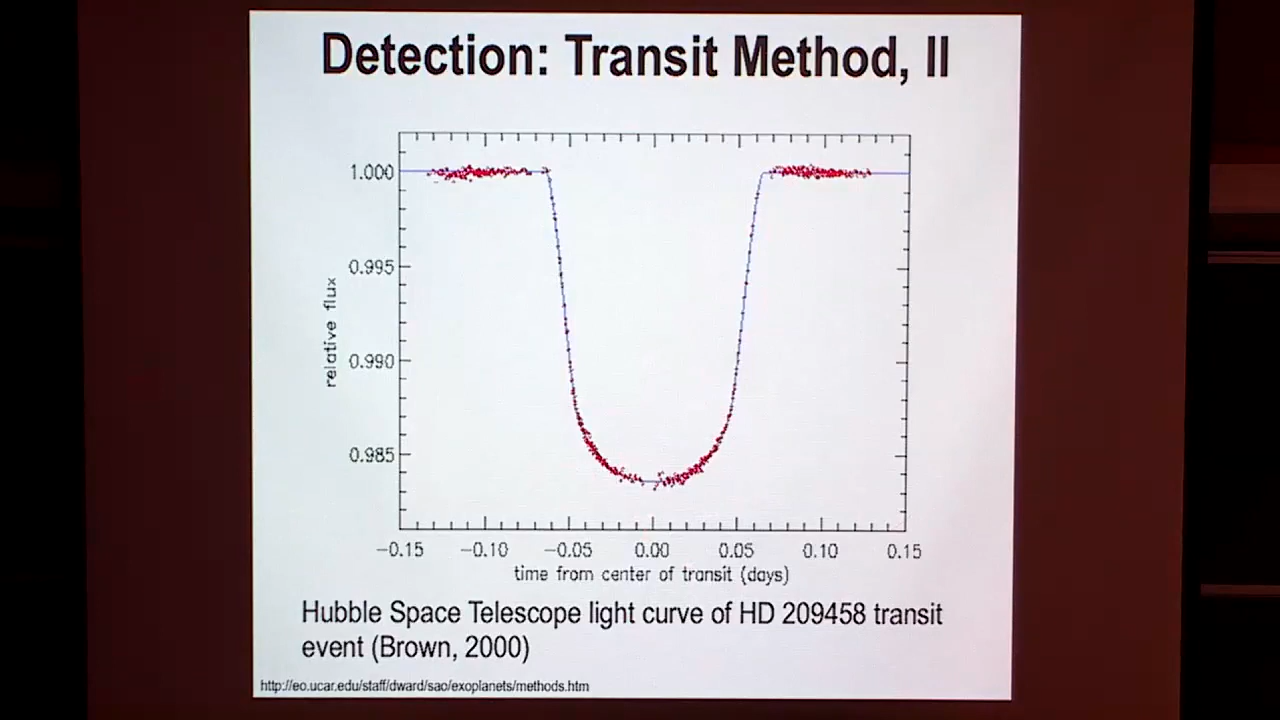 Detection: Transit Method, II
1.000
0.995
0.990
0.985
relative flux
−0.15 −0.10 −0.05 0.00 0.05 0.10 0.15
time from center of transit (days)
Hubble Space Telescope light curve of HD 209458 transit
event (Brown, 2000)
http://eo.ucar.edu/staff/dward/sao/exoplanets/methods.htm